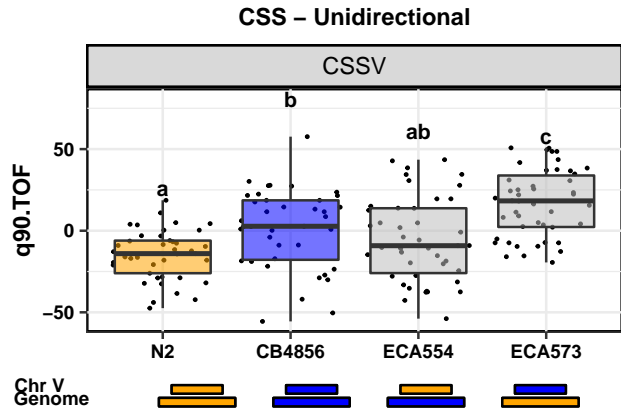 CSS – Unidirectional
CSSV
q90.TOF
50
0
−50
a
b
ab
c
N2 CB4856 ECA554 ECA573
Chr V
Genome